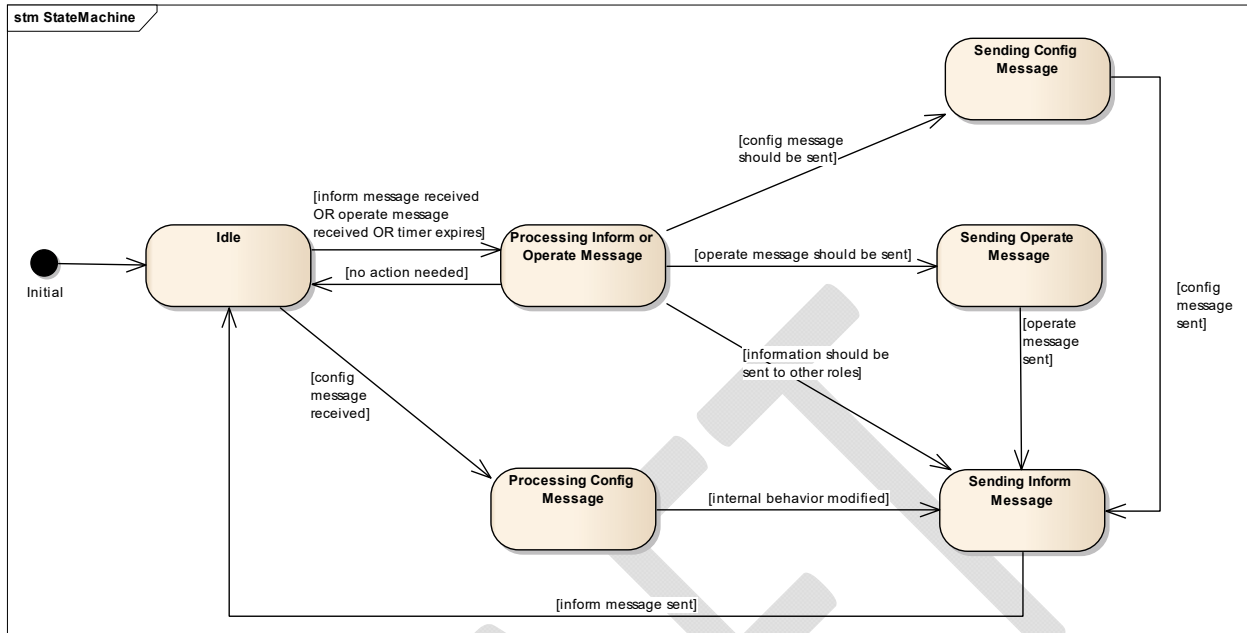 stm StateMachine
Sending Config
Message
[config message
should be sent]
[inform message received
OR operate message
received OR timer expires]
Idle
Processing Inform or
Operate Message
Sending Operate
Message
[operate message should be sent]
[no action needed]
Initial
[config
message
sent]
[operate
message
sent]
[information should be
sent to other roles]
[config
message
received]
Processing Config
Message
[internal behavior modified]
Sending Inform
Message
[inform message sent]